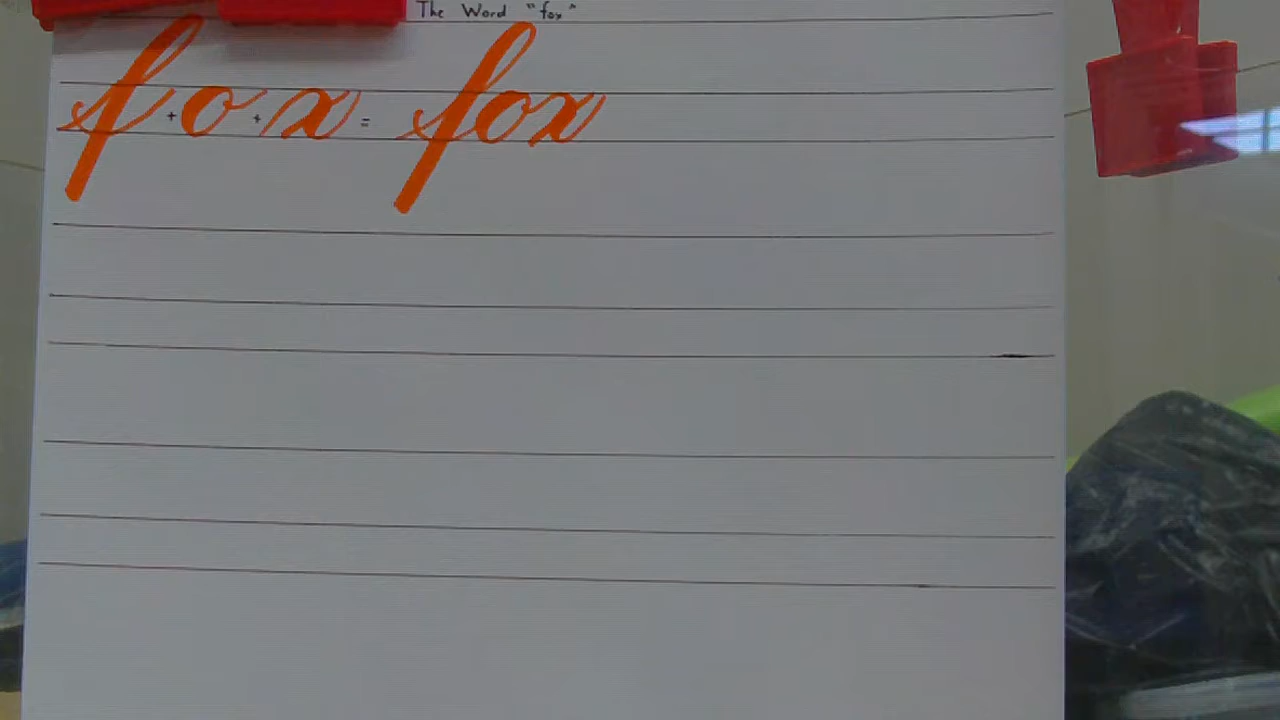 The Word "fox"
f + o + x = fox